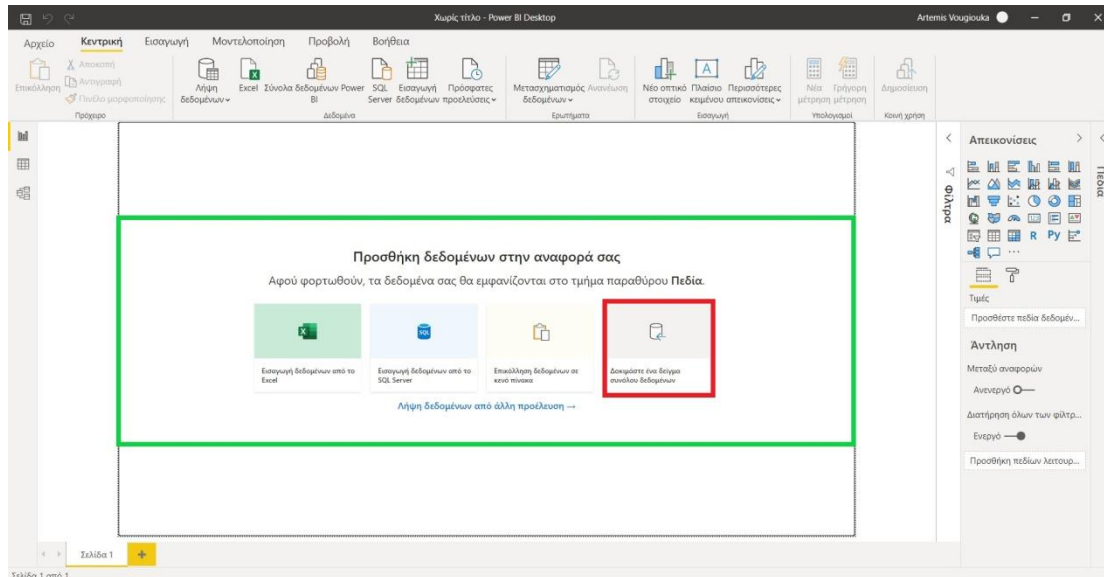 Χωρίς τίτλο - Power BI Desktop
Artemis Vougiouka
Αρχείο Κεντρική Εισαγωγή Μοντελοποίηση Προβολή Βοήθεια
Επικόλληση
Αποκοπή
Αντιγραφή
Πινέλο μορφοποίησης
Πρόχειρο
Λήψη
δεδομένων
Excel
Σύνολα δεδομένων Power
BI
SQL
Server
Εισαγωγή
δεδομένων
Πρόσφατες
προελεύσεις
Δεδομένα
Μετασχηματισμός
δεδομένων
Ανανέωση
Ερωτήματα
Νέο οπτικό
στοιχείο
A
Πλαίσιο
κειμένου
Περισσότερες
απεικονίσεις
Εισαγωγή
Νέα
μέτρηση
Γρήγορη
μέτρηση
Υπολογισμοί
Δημοσίευση
Κοινή χρήση
Προσθήκη δεδομένων στην αναφορά σας
Αφού φορτωθούν, τα δεδομένα σας θα εμφανίζονται στο τμήμα παραθύρου Πεδία.
Εισαγωγή δεδομένων από το
Excel
SQL
Εισαγωγή δεδομένων από το
SQL Server
Επικόλληση δεδομένων σε
κενό πίνακα
Δοκιμάστε ένα δείγμα
συνόλου δεδομένων
Λήψη δεδομένων από άλλη προέλευση →
Φίλτρα
Απεικονίσεις
R Py
Τιμές
Προσθέστε πεδία δεδομέν...
Άντληση
Μεταξύ αναφορών
Ανενεργό
Διατήρηση όλων των φίλτρ...
Ενεργό
Προσθήκη πεδίων λειτουρ...
Πεδία
Σελίδα 1
Σελίδα 1 από 1